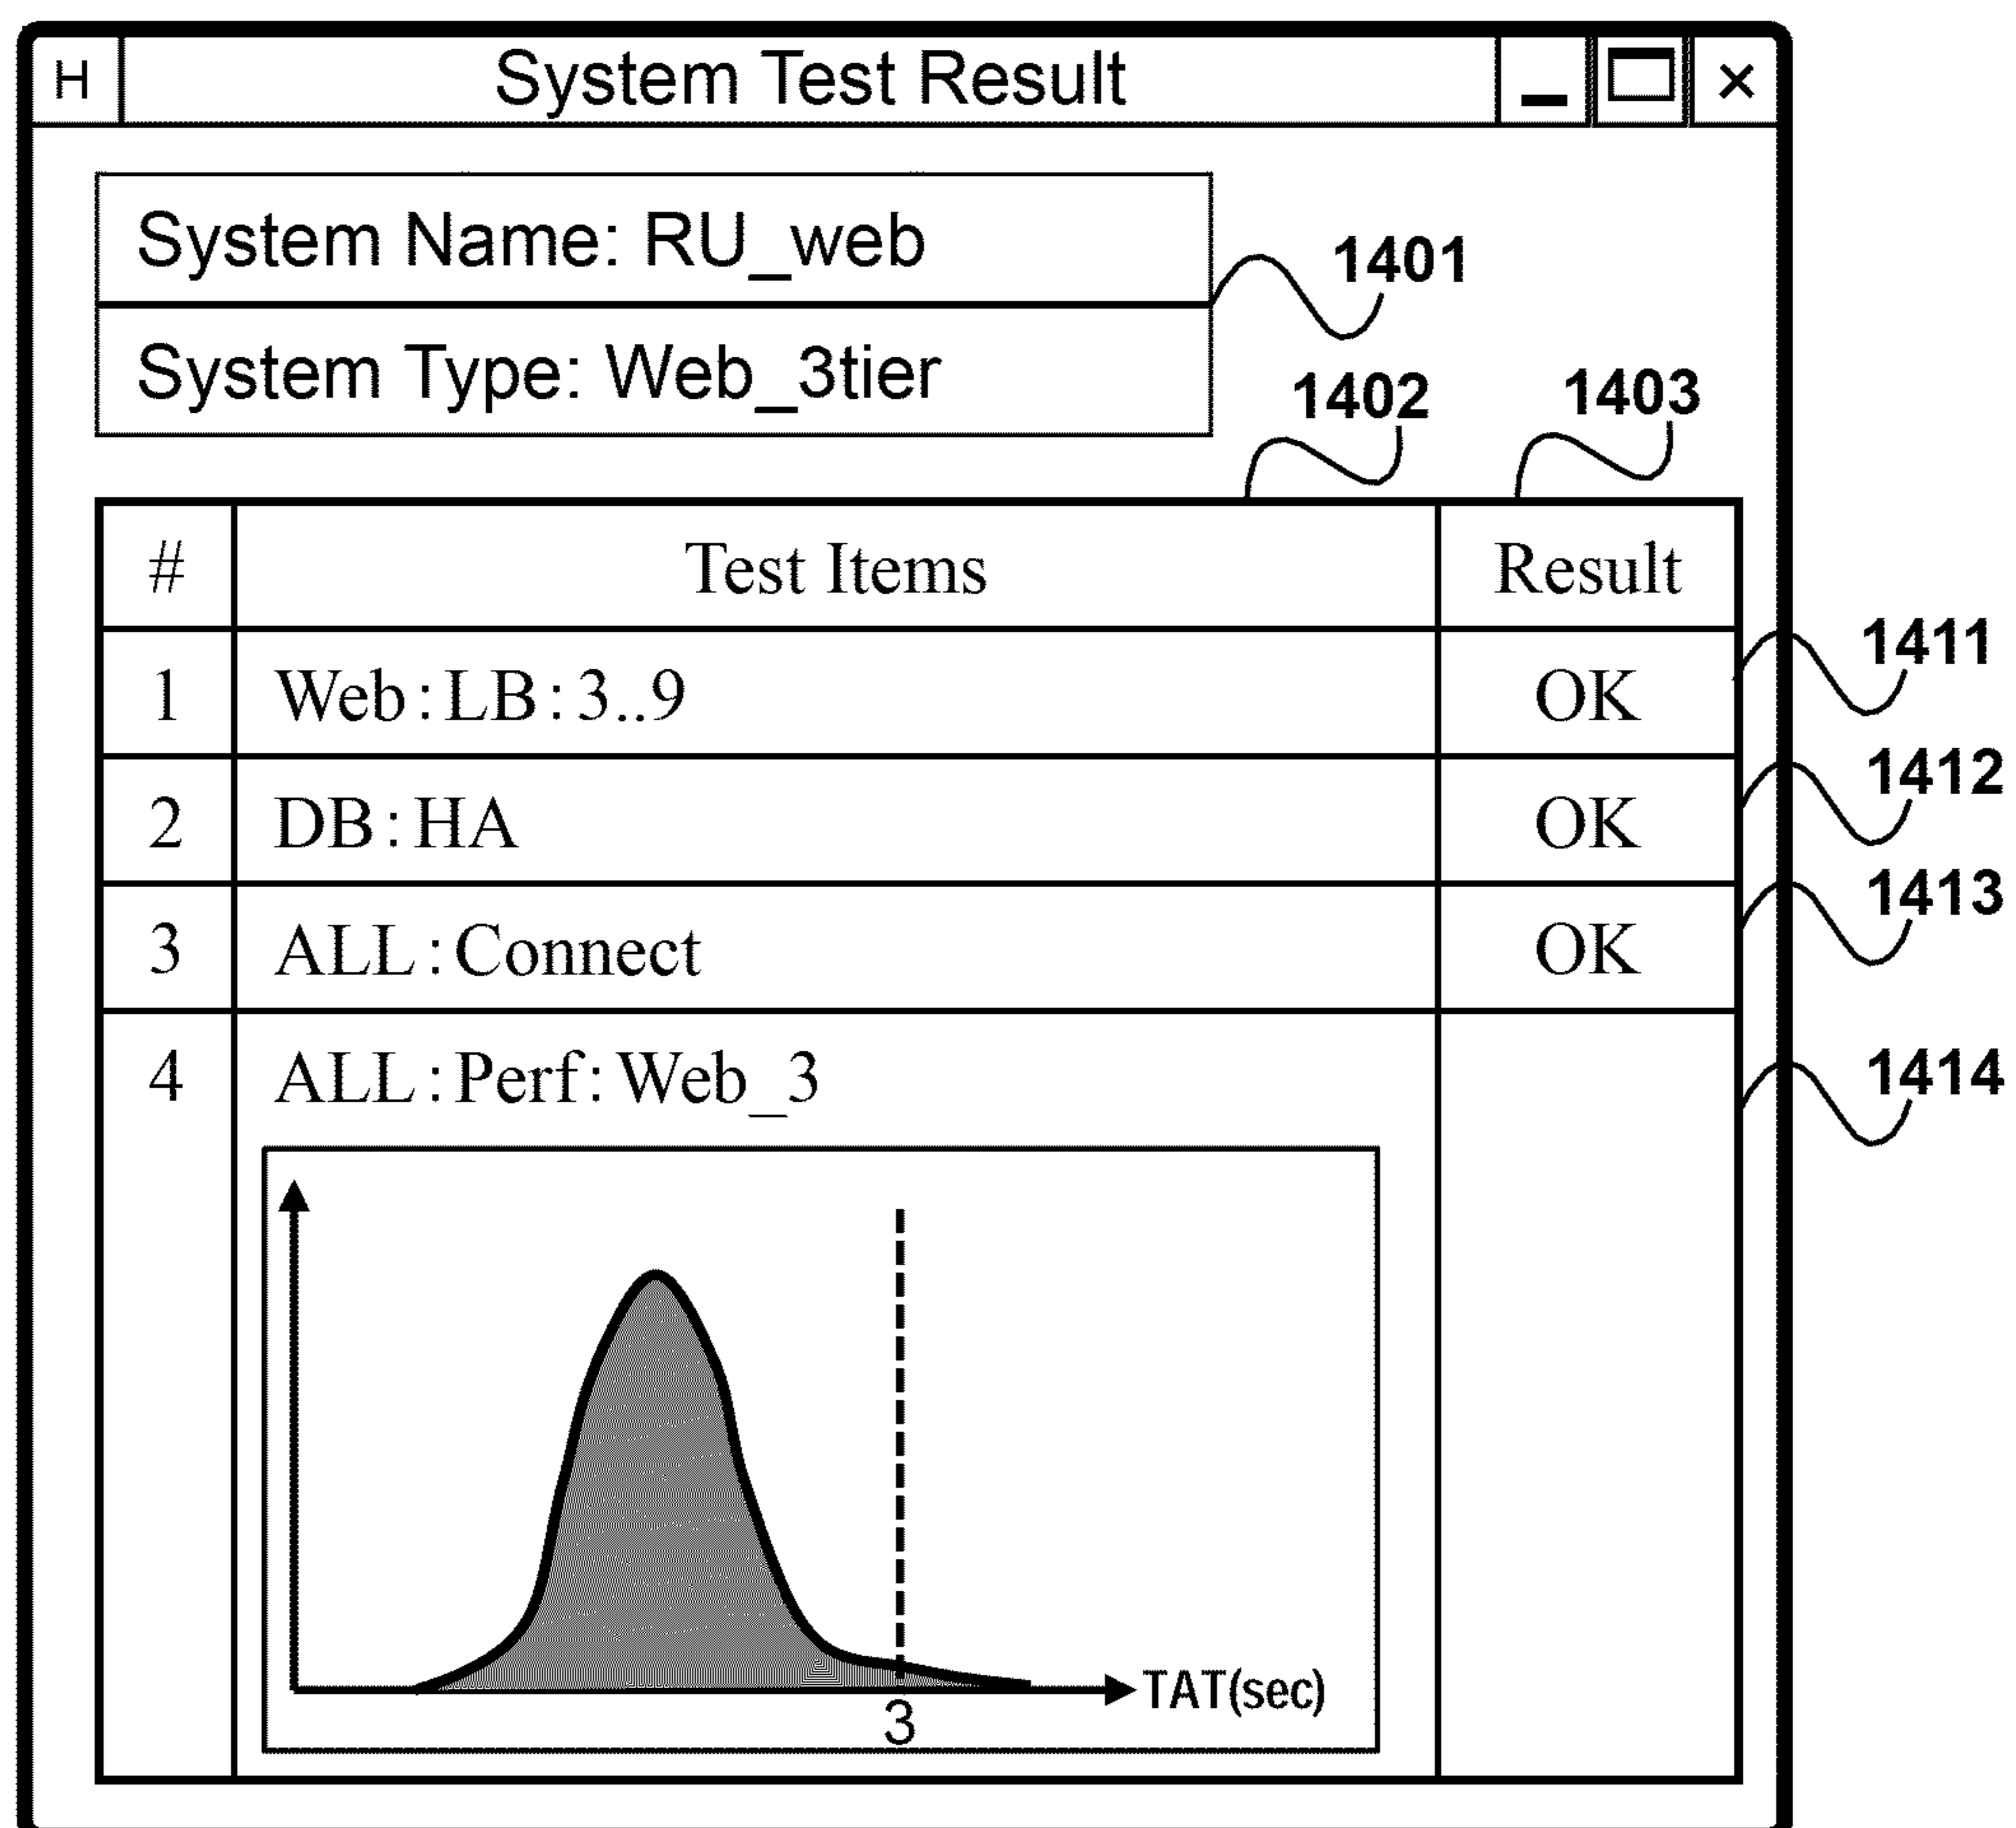 H System Test Result ×
System Name: RU_web
1401
System Type: Web_3tier
1402 1403
# Test Items Result
1 Web:LB:3..9 OK 1411
2 DB:HA OK 1412
3 ALL:Connect OK 1413
4 ALL:Perf:Web_3 1414
TAT(sec)
3